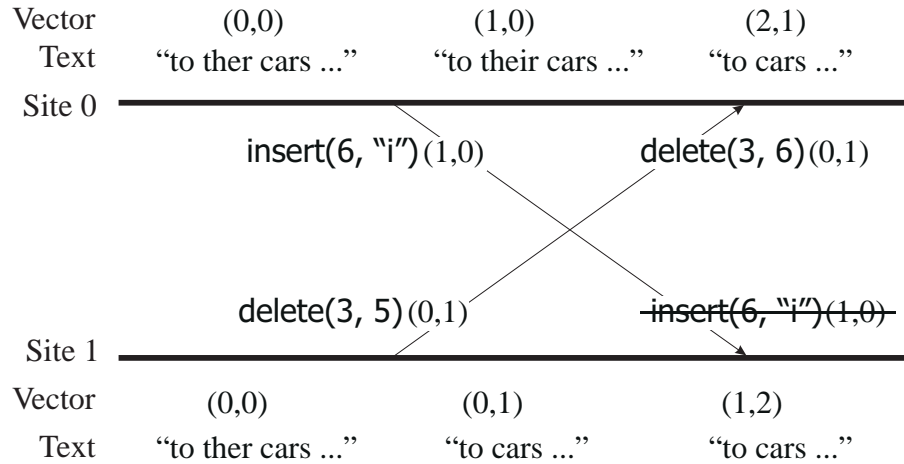 Vector (0,0) (1,0) (2,1)
Text “to ther cars ...” “to their cars ...” “to cars ...”
Site 0
insert(6, “i”)(1,0) delete(3, 6)(0,1)
delete(3, 5)(0,1) insert(6, “i”)(1,0)
Site 1
Vector (0,0) (0,1) (1,2)
Text “to ther cars ...” “to cars ...” “to cars ...”